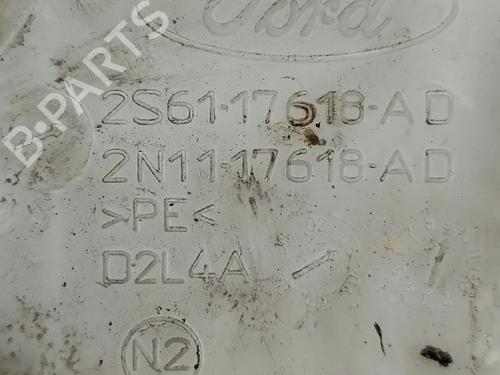 Ford
B-PARTS
2S61-17618-AD
2N11-17618-AD
>PE<
D2L4A
N2